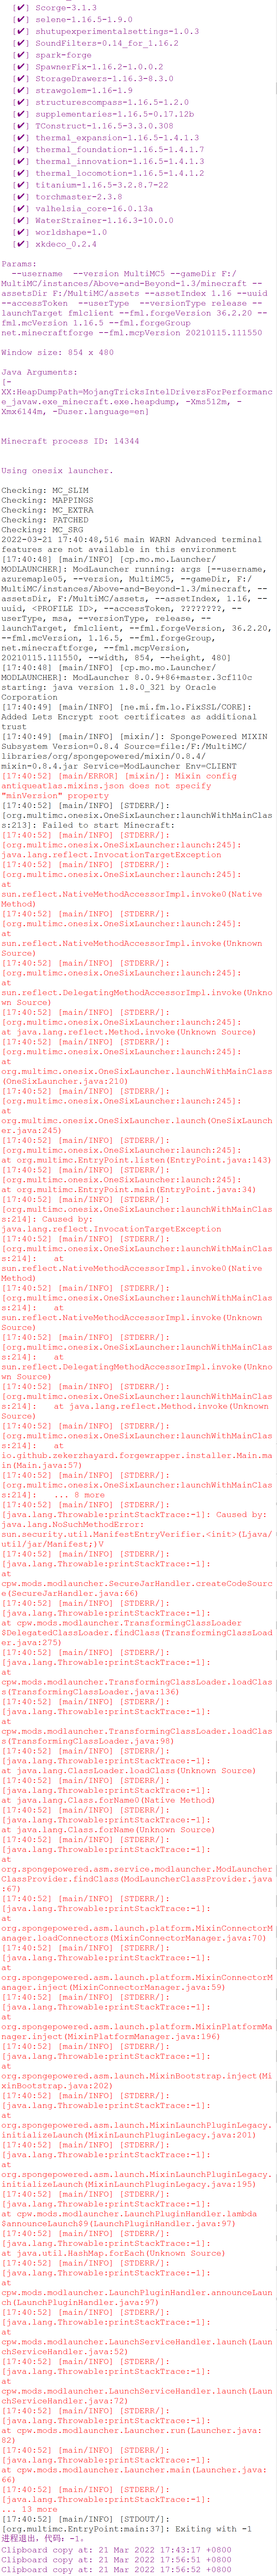 [✔] Scorge-3.1.3
[✔] selene-1.16.5-1.9.0
[✔] shutupexperimentalsettings-1.0.3
[✔] SoundFilters-0.14_for_1.16.2
[✔] spark-forge
[✔] SpawnerFix-1.16.2-1.0.0.2
[✔] StorageDrawers-1.16.3-8.3.0
[✔] strawgolem-1.16-1.9
[✔] structurescompass-1.16.5-1.2.0
[✔] supplementaries-1.16.5-0.17.12b
[✔] TConstruct-1.16.5-3.3.0.308
[✔] thermal_expansion-1.16.5-1.4.1.3
[✔] thermal_foundation-1.16.5-1.4.1.7
[✔] thermal_innovation-1.16.5-1.4.1.3
[✔] thermal_locomotion-1.16.5-1.4.1.2
[✔] titanium-1.16.5-3.2.8.7-22
[✔] torchmaster-2.3.8
[✔] valhelsia_core-16.0.13a
[✔] WaterStrainer-1.16.3-10.0.0
[✔] worldshape-1.0
[✔] xkdeco_0.2.4
Params:
--username  --version MultiMC5 --gameDir F:/
MultiMC/instances/Above-and-Beyond-1.3/minecraft --
assetsDir F:/MultiMC/assets --assetIndex 1.16 --uuid
--accessToken  --userType  --versionType release --
launchTarget fmlclient --fml.forgeVersion 36.2.20 --
fml.mcVersion 1.16.5 --fml.forgeGroup
net.minecraftforge --fml.mcpVersion 20210115.111550
Window size: 854 x 480
Java Arguments:
[-
XX:HeapDumpPath=MojangTricksIntelDriversForPerformanc
e_javaw.exe_minecraft.exe.heapdump, -Xms512m, -
Xmx6144m, -Duser.language=en]
Minecraft process ID: 14344
Using onesix launcher.
Checking: MC_SLIM
Checking: MAPPINGS
Checking: MC_EXTRA
Checking: PATCHED
Checking: MC_SRG
2022-03-21 17:40:48,516 main WARN Advanced terminal
features are not available in this environment
[17:40:48] [main/INFO] [cp.mo.mo.Launcher/
MODLAUNCHER]: ModLauncher running: args [--username,
azuremaple05, --version, MultiMC5, --gameDir, F:/
MultiMC/instances/Above-and-Beyond-1.3/minecraft, --
assetsDir, F:/MultiMC/assets, --assetIndex, 1.16, --
uuid, <PROFILE ID>, --accessToken, ????????, --
userType, msa, --versionType, release, --
launchTarget, fmlclient, --fml.forgeVersion, 36.2.20,
--fml.mcVersion, 1.16.5, --fml.forgeGroup,
net.minecraftforge, --fml.mcpVersion,
20210115.111550, --width, 854, --height, 480]
[17:40:48] [main/INFO] [cp.mo.mo.Launcher/
MODLAUNCHER]: ModLauncher 8.0.9+86+master.3cf110c
starting: java version 1.8.0_321 by Oracle
Corporation
[17:40:49] [main/INFO] [ne.mi.fm.lo.FixSSL/CORE]:
Added Lets Encrypt root certificates as additional
trust
[17:40:49] [main/INFO] [mixin/]: SpongePowered MIXIN
Subsystem Version=0.8.4 Source=file:/F:/MultiMC/
libraries/org/spongepowered/mixin/0.8.4/
mixin-0.8.4.jar Service=ModLauncher Env=CLIENT
[17:40:52] [main/ERROR] [mixin/]: Mixin config
antiqueatlas.mixins.json does not specify
"minVersion" property
[17:40:52] [main/INFO] [STDERR/]:
[org.multimc.onesix.OneSixLauncher:launchWithMainClas
s:213]: Failed to start Minecraft:
[17:40:52] [main/INFO] [STDERR/]:
[org.multimc.onesix.OneSixLauncher:launch:245]:
java.lang.reflect.InvocationTargetException
[17:40:52] [main/INFO] [STDERR/]:
[org.multimc.onesix.OneSixLauncher:launch:245]:
at
sun.reflect.NativeMethodAccessorImpl.invoke0(Native
Method)
[17:40:52] [main/INFO] [STDERR/]:
[org.multimc.onesix.OneSixLauncher:launch:245]:
at
sun.reflect.NativeMethodAccessorImpl.invoke(Unknown
Source)
[17:40:52] [main/INFO] [STDERR/]:
[org.multimc.onesix.OneSixLauncher:launch:245]:
at
sun.reflect.DelegatingMethodAccessorImpl.invoke(Unkno
wn Source)
[17:40:52] [main/INFO] [STDERR/]:
[org.multimc.onesix.OneSixLauncher:launch:245]:
at java.lang.reflect.Method.invoke(Unknown Source)
[17:40:52] [main/INFO] [STDERR/]:
[org.multimc.onesix.OneSixLauncher:launch:245]:
at
org.multimc.onesix.OneSixLauncher.launchWithMainClass
(OneSixLauncher.java:210)
[17:40:52] [main/INFO] [STDERR/]:
[org.multimc.onesix.OneSixLauncher:launch:245]:
at
org.multimc.onesix.OneSixLauncher.launch(OneSixLaunch
er.java:245)
[17:40:52] [main/INFO] [STDERR/]:
[org.multimc.onesix.OneSixLauncher:launch:245]:
at org.multimc.EntryPoint.listen(EntryPoint.java:143)
[17:40:52] [main/INFO] [STDERR/]:
[org.multimc.onesix.OneSixLauncher:launch:245]:
at org.multimc.EntryPoint.main(EntryPoint.java:34)
[17:40:52] [main/INFO] [STDERR/]:
[org.multimc.onesix.OneSixLauncher:launchWithMainClas
s:214]: Caused by:
java.lang.reflect.InvocationTargetException
[17:40:52] [main/INFO] [STDERR/]:
[org.multimc.onesix.OneSixLauncher:launchWithMainClas
s:214]:   at
sun.reflect.NativeMethodAccessorImpl.invoke0(Native
Method)
[17:40:52] [main/INFO] [STDERR/]:
[org.multimc.onesix.OneSixLauncher:launchWithMainClas
s:214]:   at
sun.reflect.NativeMethodAccessorImpl.invoke(Unknown
Source)
[17:40:52] [main/INFO] [STDERR/]:
[org.multimc.onesix.OneSixLauncher:launchWithMainClas
s:214]:   at
sun.reflect.DelegatingMethodAccessorImpl.invoke(Unkno
wn Source)
[17:40:52] [main/INFO] [STDERR/]:
[org.multimc.onesix.OneSixLauncher:launchWithMainClas
s:214]:   at java.lang.reflect.Method.invoke(Unknown
Source)
[17:40:52] [main/INFO] [STDERR/]:
[org.multimc.onesix.OneSixLauncher:launchWithMainClas
s:214]:   at
io.github.zekerzhayard.forgewrapper.installer.Main.ma
in(Main.java:57)
[17:40:52] [main/INFO] [STDERR/]:
[org.multimc.onesix.OneSixLauncher:launchWithMainClas
s:214]:   ... 8 more
[17:40:52] [main/INFO] [STDERR/]:
[java.lang.Throwable:printStackTrace:-1]: Caused by:
java.lang.NoSuchMethodError:
sun.security.util.ManifestEntryVerifier.<init>(Ljava/
util/jar/Manifest;)V
[17:40:52] [main/INFO] [STDERR/]:
[java.lang.Throwable:printStackTrace:-1]:
at
cpw.mods.modlauncher.SecureJarHandler.createCodeSourc
e(SecureJarHandler.java:66)
[17:40:52] [main/INFO] [STDERR/]:
[java.lang.Throwable:printStackTrace:-1]:
at cpw.mods.modlauncher.TransformingClassLoader
$DelegatedClassLoader.findClass(TransformingClassLoad
er.java:275)
[17:40:52] [main/INFO] [STDERR/]:
[java.lang.Throwable:printStackTrace:-1]:
at
cpw.mods.modlauncher.TransformingClassLoader.loadClas
s(TransformingClassLoader.java:136)
[17:40:52] [main/INFO] [STDERR/]:
[java.lang.Throwable:printStackTrace:-1]:
at
cpw.mods.modlauncher.TransformingClassLoader.loadClas
s(TransformingClassLoader.java:98)
[17:40:52] [main/INFO] [STDERR/]:
[java.lang.Throwable:printStackTrace:-1]:
at java.lang.ClassLoader.loadClass(Unknown Source)
[17:40:52] [main/INFO] [STDERR/]:
[java.lang.Throwable:printStackTrace:-1]:
at java.lang.Class.forName0(Native Method)
[17:40:52] [main/INFO] [STDERR/]:
[java.lang.Throwable:printStackTrace:-1]:
at java.lang.Class.forName(Unknown Source)
[17:40:52] [main/INFO] [STDERR/]:
[java.lang.Throwable:printStackTrace:-1]:
at
org.spongepowered.asm.service.modlauncher.ModLauncher
ClassProvider.findClass(ModLauncherClassProvider.java
:67)
[17:40:52] [main/INFO] [STDERR/]:
[java.lang.Throwable:printStackTrace:-1]:
at
org.spongepowered.asm.launch.platform.MixinConnectorM
anager.loadConnectors(MixinConnectorManager.java:70)
[17:40:52] [main/INFO] [STDERR/]:
[java.lang.Throwable:printStackTrace:-1]:
at
org.spongepowered.asm.launch.platform.MixinConnectorM
anager.inject(MixinConnectorManager.java:59)
[17:40:52] [main/INFO] [STDERR/]:
[java.lang.Throwable:printStackTrace:-1]:
at
org.spongepowered.asm.launch.platform.MixinPlatformMa
nager.inject(MixinPlatformManager.java:196)
[17:40:52] [main/INFO] [STDERR/]:
[java.lang.Throwable:printStackTrace:-1]:
at
org.spongepowered.asm.launch.MixinBootstrap.inject(Mi
xinBootstrap.java:202)
[17:40:52] [main/INFO] [STDERR/]:
[java.lang.Throwable:printStackTrace:-1]:
at
org.spongepowered.asm.launch.MixinLaunchPluginLegacy.
initializeLaunch(MixinLaunchPluginLegacy.java:201)
[17:40:52] [main/INFO] [STDERR/]:
[java.lang.Throwable:printStackTrace:-1]:
at
org.spongepowered.asm.launch.MixinLaunchPluginLegacy.
initializeLaunch(MixinLaunchPluginLegacy.java:195)
[17:40:52] [main/INFO] [STDERR/]:
[java.lang.Throwable:printStackTrace:-1]:
at cpw.mods.modlauncher.LaunchPluginHandler.lambda
$announceLaunch$9(LaunchPluginHandler.java:97)
[17:40:52] [main/INFO] [STDERR/]:
[java.lang.Throwable:printStackTrace:-1]:
at java.util.HashMap.forEach(Unknown Source)
[17:40:52] [main/INFO] [STDERR/]:
[java.lang.Throwable:printStackTrace:-1]:
at
cpw.mods.modlauncher.LaunchPluginHandler.announceLaun
ch(LaunchPluginHandler.java:97)
[17:40:52] [main/INFO] [STDERR/]:
[java.lang.Throwable:printStackTrace:-1]:
at
cpw.mods.modlauncher.LaunchServiceHandler.launch(Laun
chServiceHandler.java:52)
[17:40:52] [main/INFO] [STDERR/]:
[java.lang.Throwable:printStackTrace:-1]:
at
cpw.mods.modlauncher.LaunchServiceHandler.launch(Laun
chServiceHandler.java:72)
[17:40:52] [main/INFO] [STDERR/]:
[java.lang.Throwable:printStackTrace:-1]:
at cpw.mods.modlauncher.Launcher.run(Launcher.java:
82)
[17:40:52] [main/INFO] [STDERR/]:
[java.lang.Throwable:printStackTrace:-1]:
at cpw.mods.modlauncher.Launcher.main(Launcher.java:
66)
[17:40:52] [main/INFO] [STDERR/]:
[java.lang.Throwable:printStackTrace:-1]:
... 13 more
[17:40:52] [main/INFO] [STDOUT/]:
[org.multimc.EntryPoint:main:37]: Exiting with -1
进程退出，代码：-1。
Clipboard copy at: 21 Mar 2022 17:43:17 +0800
Clipboard copy at: 21 Mar 2022 17:56:51 +0800
Clipboard copy at: 21 Mar 2022 17:56:52 +0800